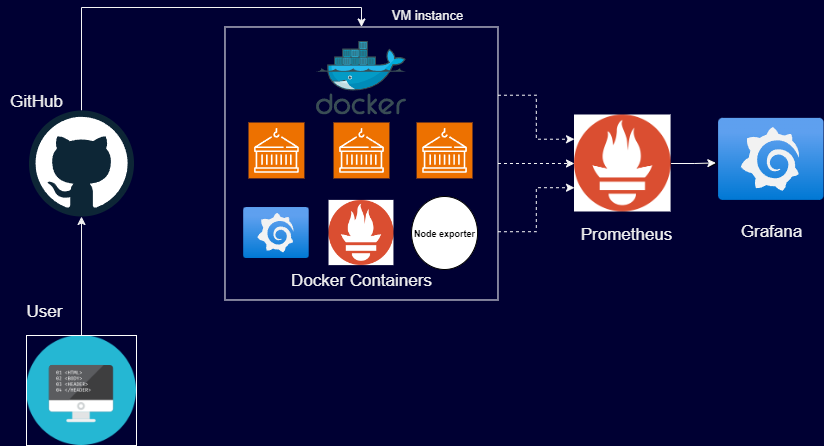 VM instance
docker
GitHub
Node exporter
Docker Containers
Prometheus
Grafana
User
01 <HTML>
02 <BODY>
03 <HEADER>
04 </HEADER>